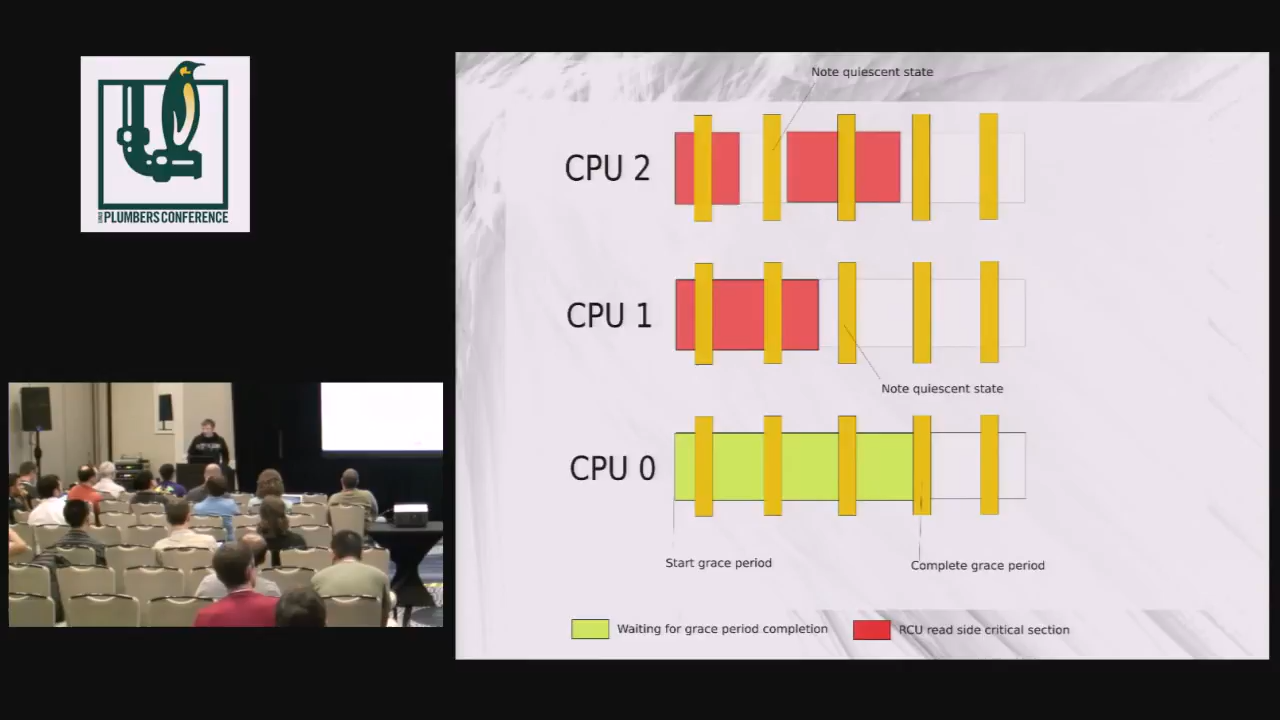 PLUMBERS CONFERENCE
Note quiescent state
CPU 2
CPU 1
Note quiescent state
CPU 0
Start grace period
Complete grace period
Waiting for grace period completion
RCU read side critical section